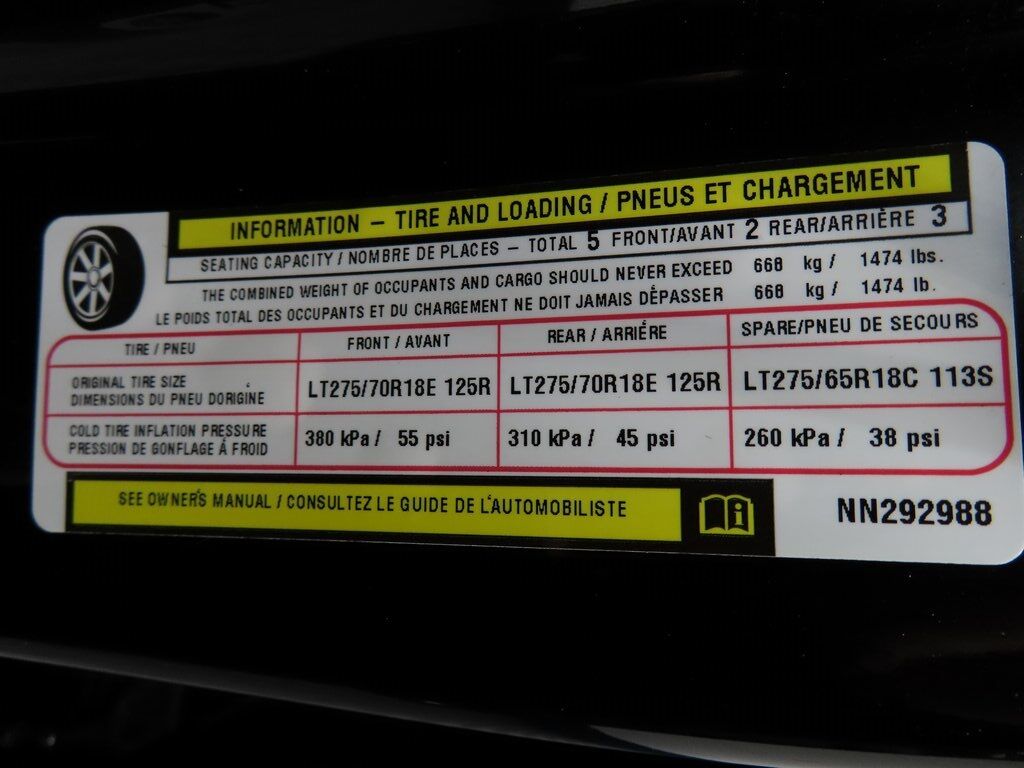 INFORMATION – TIRE AND LOADING / PNEUS ET CHARGEMENT
SEATING CAPACITY / NOMBRE DE PLACES – TOTAL 5 FRONT/AVANT 2 REAR/ARRIÈRE 3
THE COMBINED WEIGHT OF OCCUPANTS AND CARGO SHOULD NEVER EXCEED 668 kg / 1474 lbs.
LE POIDS TOTAL DES OCCUPANTS ET DU CHARGEMENT NE DOIT JAMAIS DÉPASSER 668 kg / 1474 lb.
TIRE / PNEU FRONT / AVANT REAR / ARRIÉRE SPARE/PNEU DE SECOURS
ORIGINAL TIRE SIZE
DIMENSIONS DU PNEU DORIGINE
LT275/70R18E 125R LT275/70R18E 125R LT275/65R18C 113S
COLD TIRE INFLATION PRESSURE
PRESSION DE GONFLAGE À FROID
380 kPa / 55 psi 310 kPa / 45 psi 260 kPa / 38 psi
SEE OWNER'S MANUAL / CONSULTEZ LE GUIDE DE L'AUTOMOBILISTE
NN292988